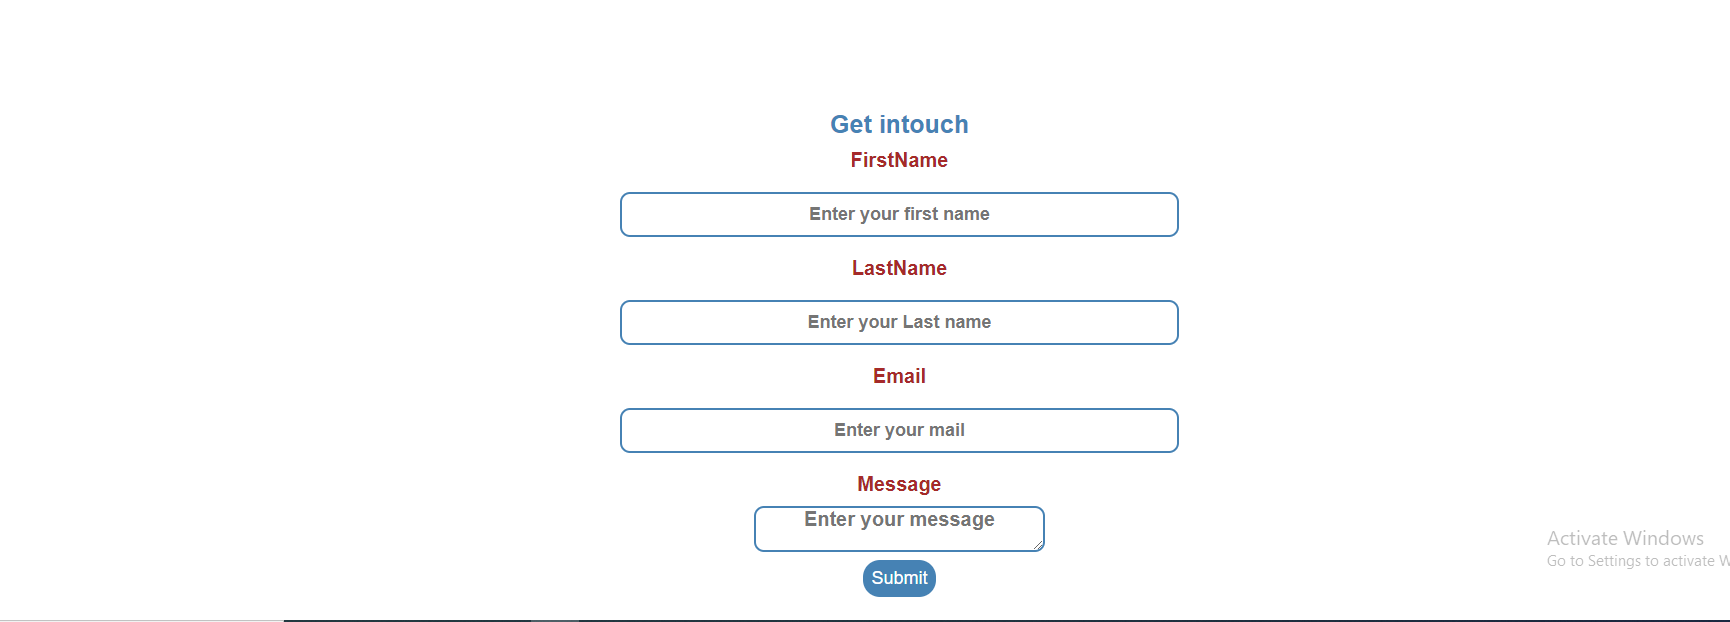 Get intouch
FirstName
Enter your first name
LastName
Enter your Last name
Email
Enter your mail
Message
Enter your message
Submit
Activate Windows
Go to Settings to activate W